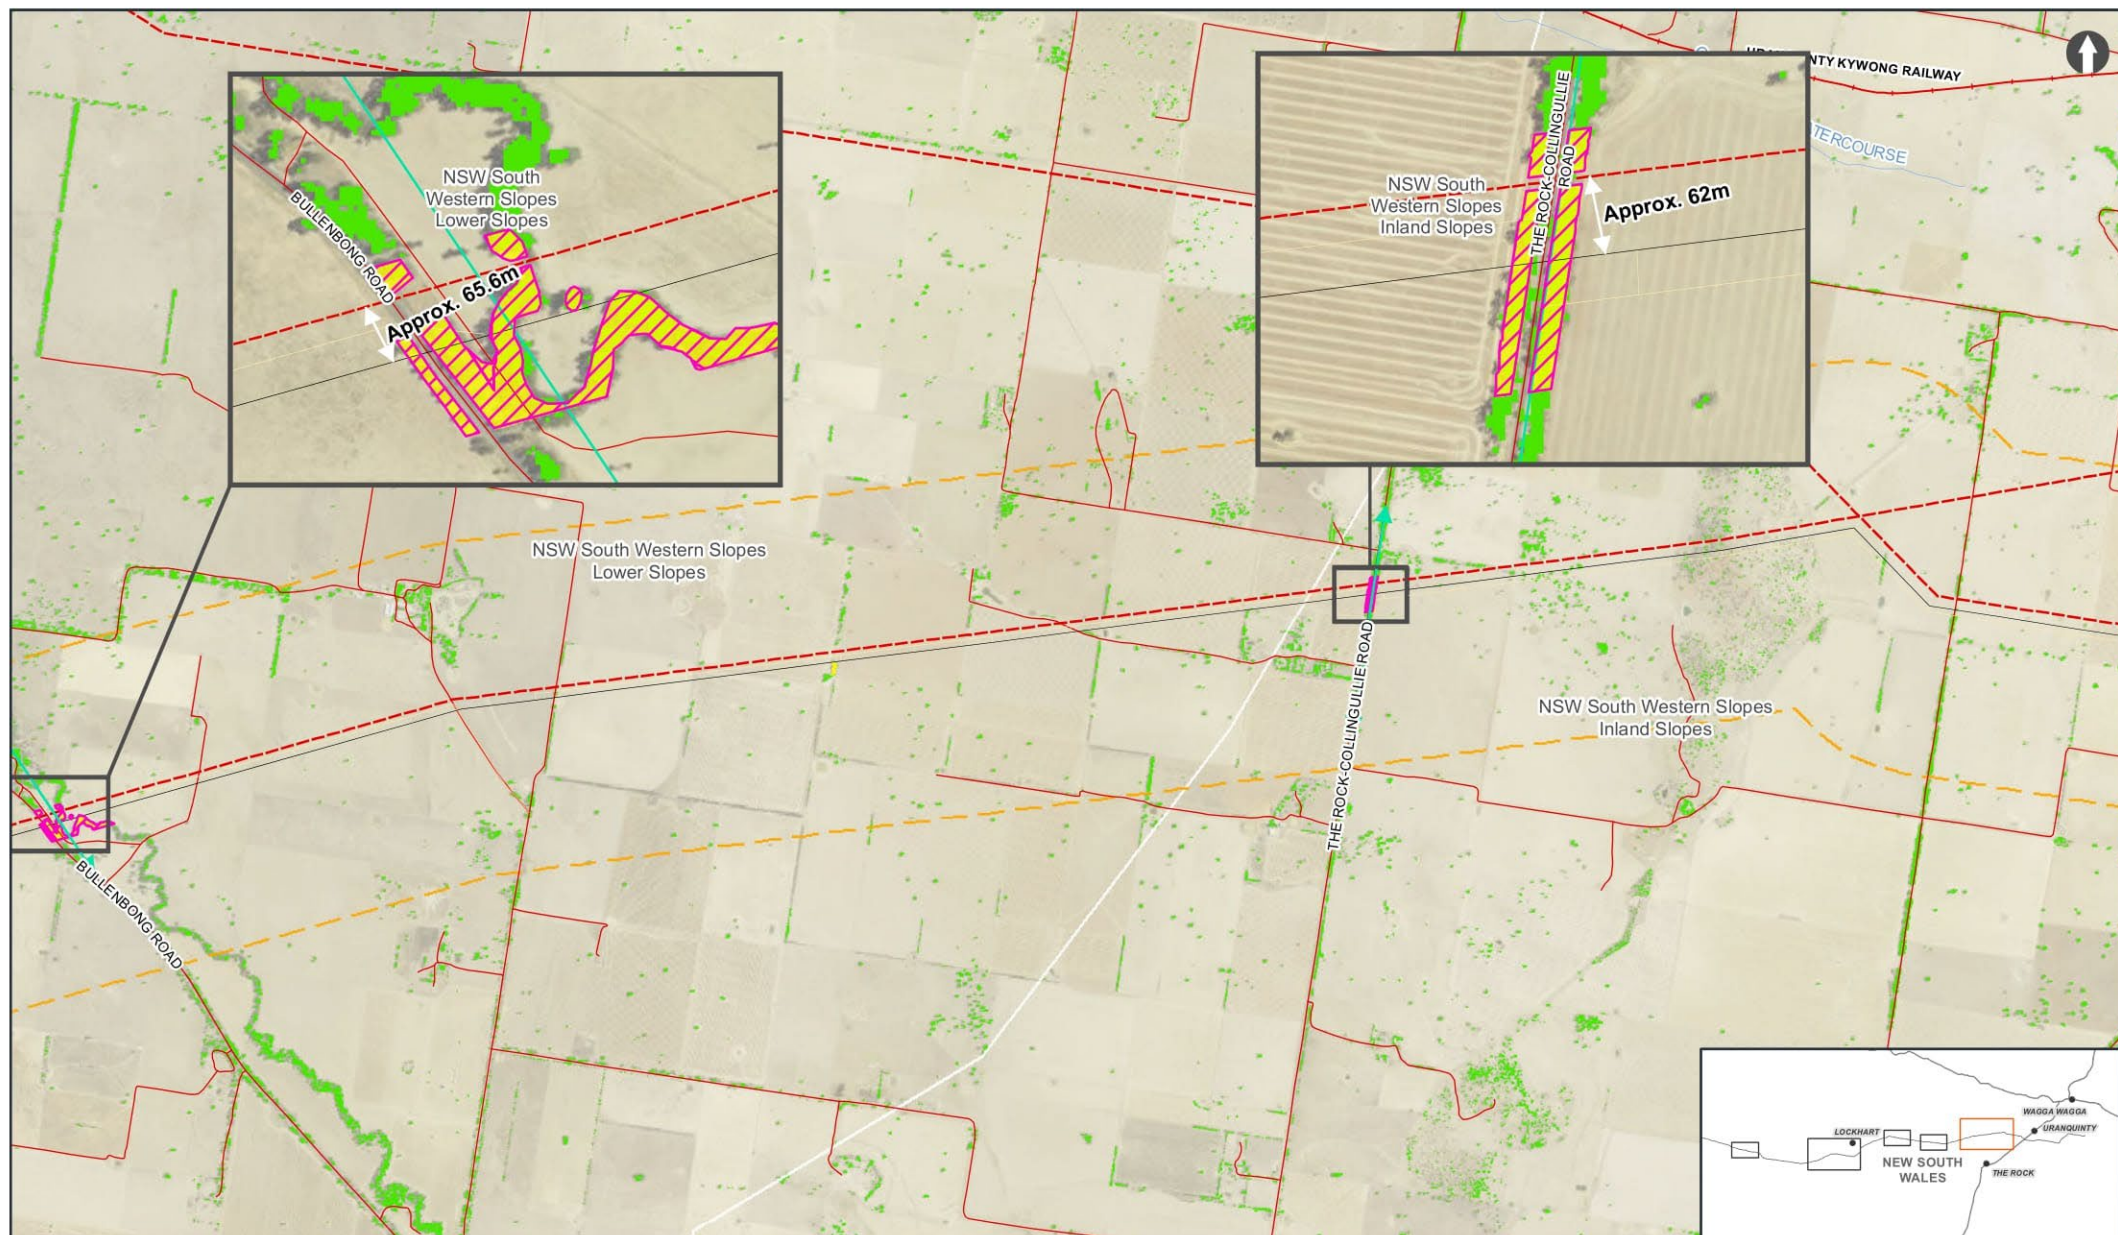 NTY KYWONG RAILWAY
ATERCOURSE
NSW South
Western Slopes
Lower Slopes
BULLENBONG ROAD
Approx. 65.6m
NSW South
Western Slopes
Inland Slopes
THE ROCK-COLLINGULLIE
ROAD
Approx. 62m
NSW South Western Slopes
Lower Slopes
THE ROCK-COLLINGULLIE ROAD
NSW South Western Slopes
Inland Slopes
BULLENBONG ROAD
WAGGA WAGGA
URANQUINTY
LOCKHART
NEW SOUTH
WALES
THE ROCK